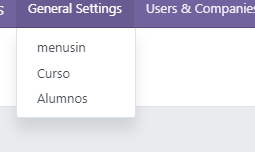 General Settings
Users & Companies
menusin
Curso
Alumnos